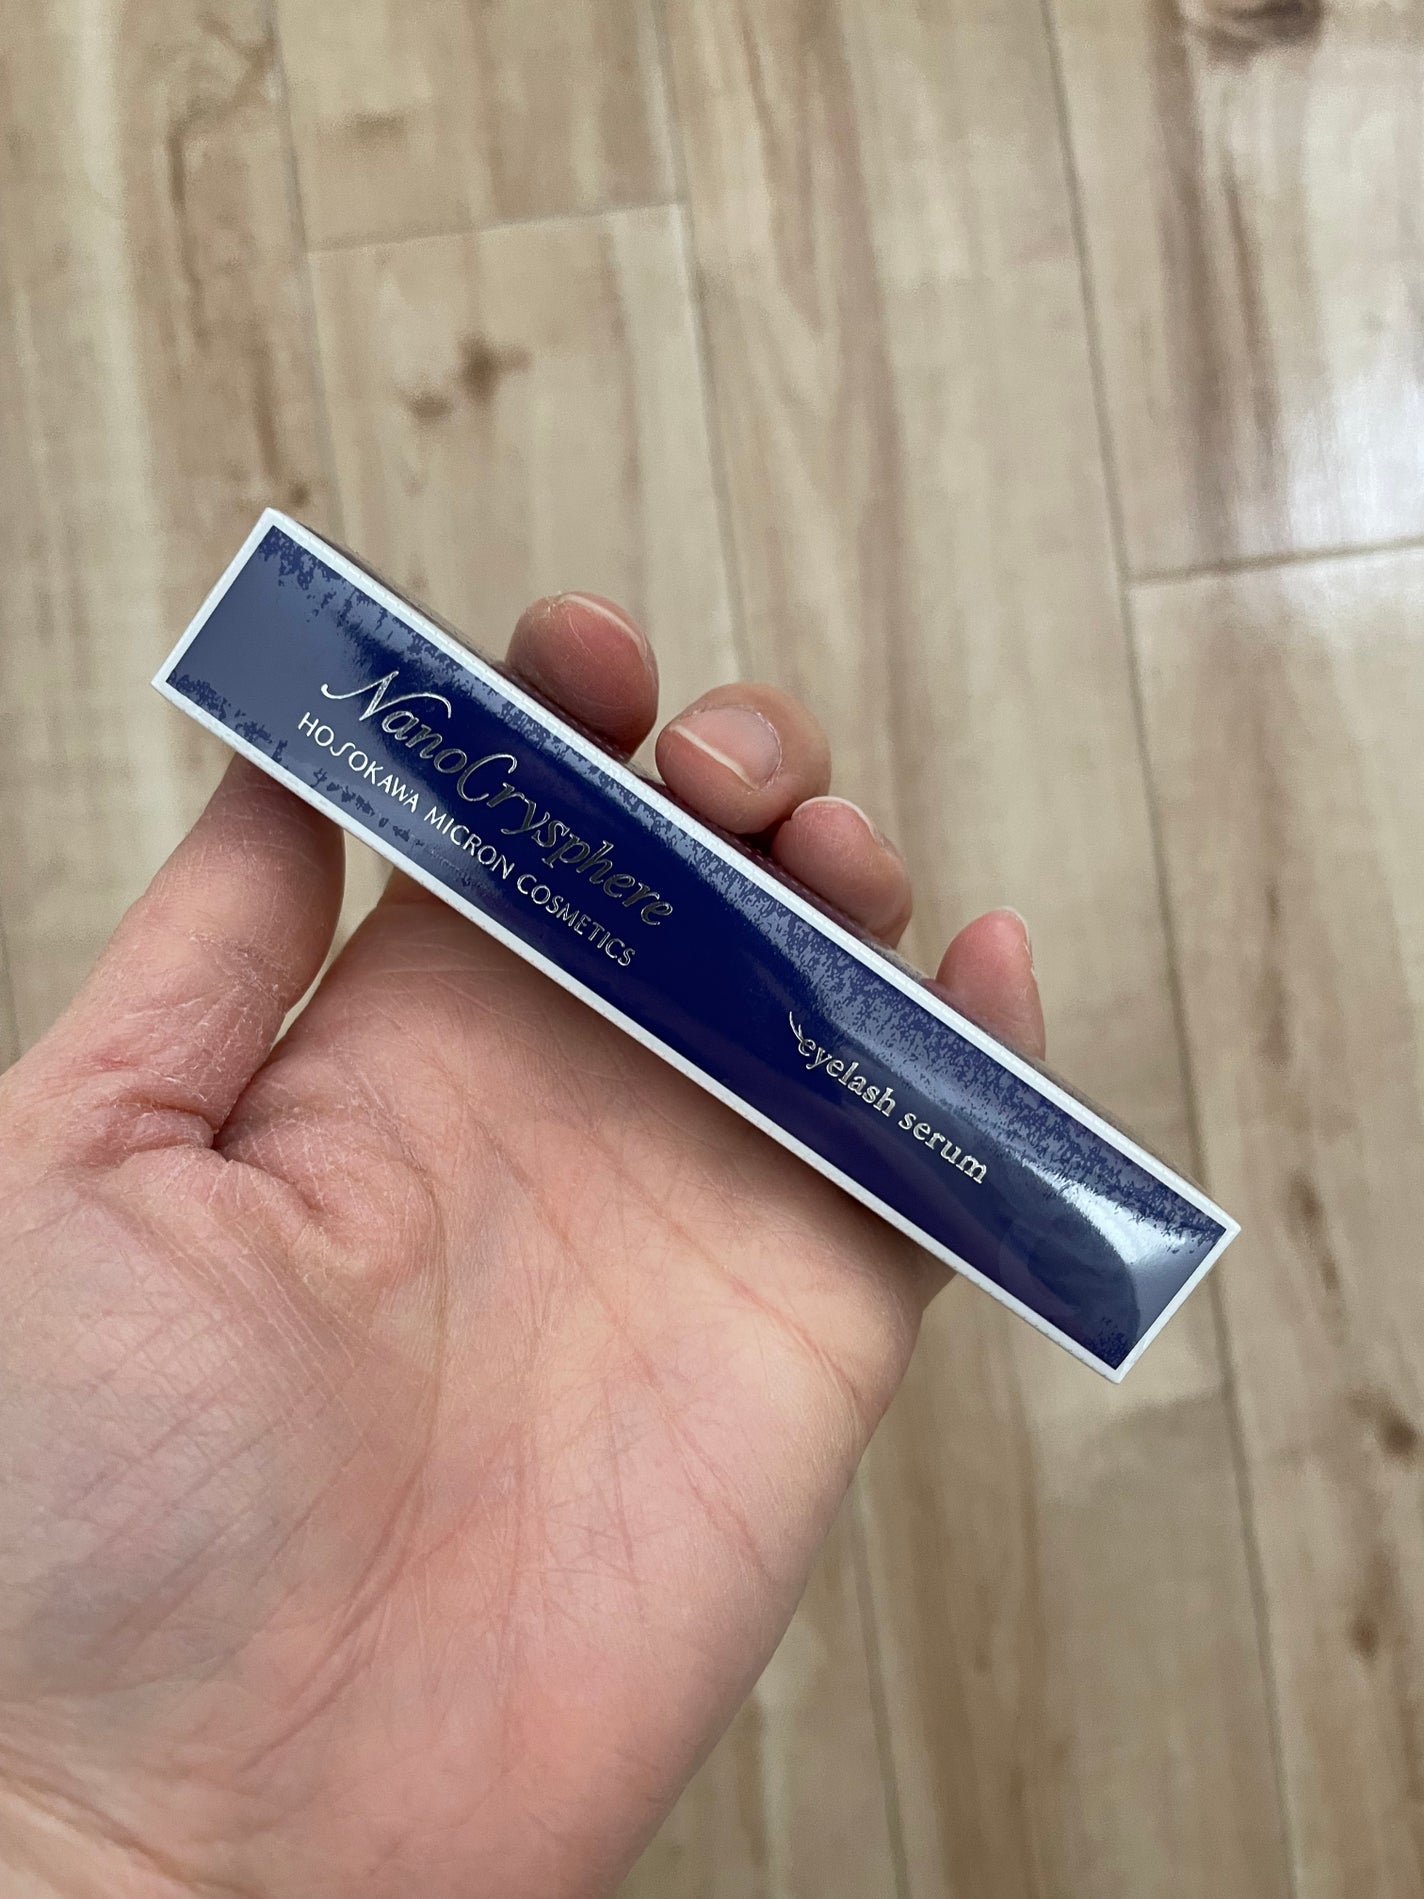 NanoCrysphere
HOSOKAWA MICRON COSMETICS
eyelash serum